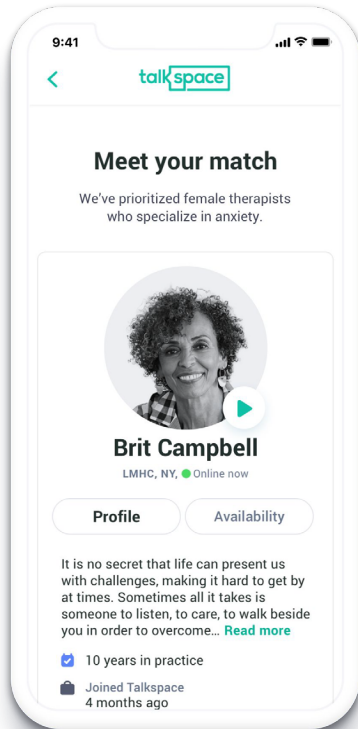 9:41
talkspace
Meet your match
We've prioritized female therapists
who specialize in anxiety.
Brit Campbell
LMHC, NY, Online now
Profile
Availability
It is no secret that life can present us
with challenges, making it hard to get by
at times. Sometimes all it takes is
someone to listen, to care, to walk beside
you in order to overcome... Read more
10 years in practice
Joined Talkspace
4 months ago